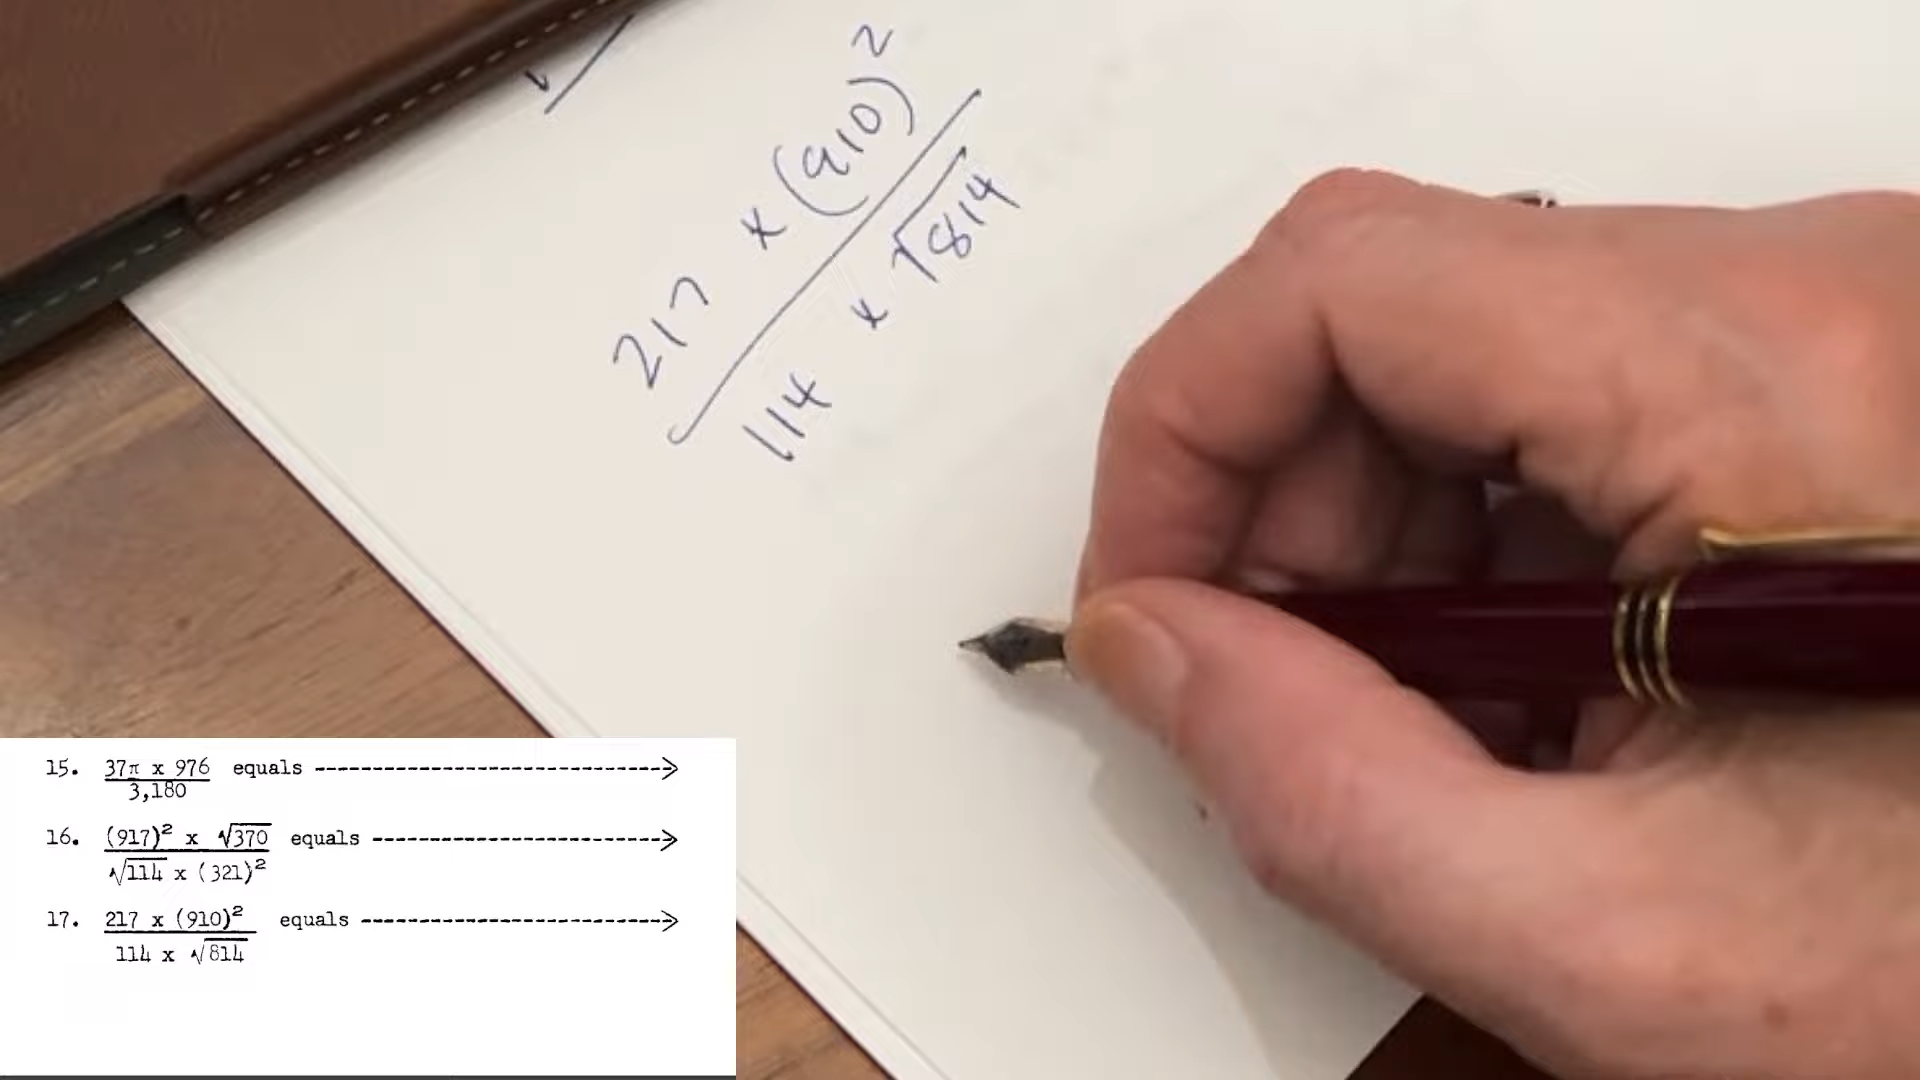 217 x (910)²
114 x √814
15. 37π x 976 equals ------------------------------->
3,180
16. (917)² x √370 equals -------------------------->
√114 x (321)²
17. 217 x (910)² equals --------------------------->
114 x √814